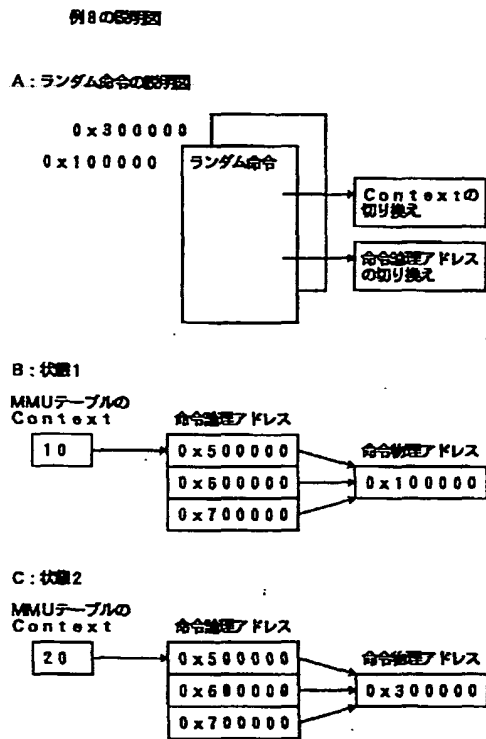 例8の説明図
A：ランダム命令の説明図
0x300000
0x100000
ランダム命令
Contextの
切り換え
命令論理アドレス
の切り換え
B：状態1
MMUテーブルの
Context
命令論理アドレス
命令物理アドレス
10
0x500000
0x600000
0x100000
0x700000
C：状態2
MMUテーブルの
Context
命令論理アドレス
命令物理アドレス
20
0x500000
0x600000
0x300000
0x700000